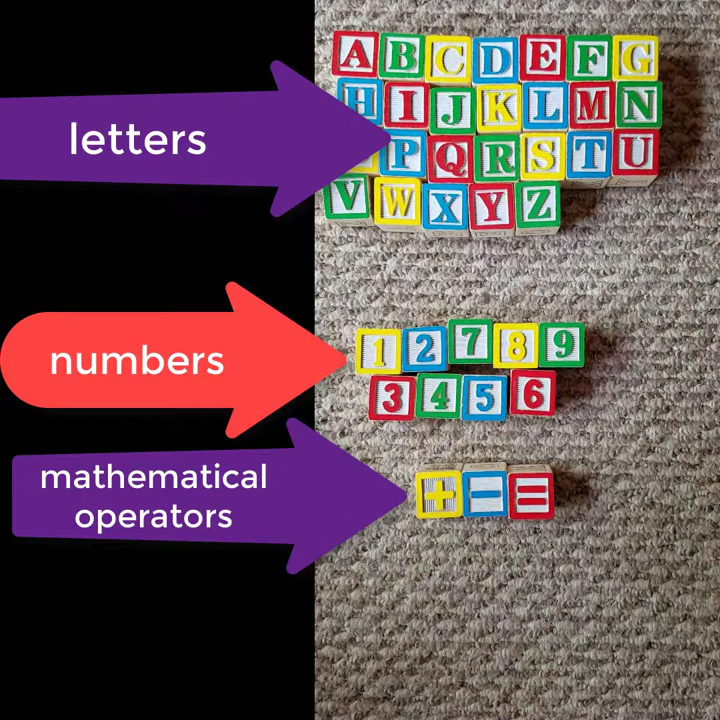 letters
A B C D E F G
H I J K L M N
P Q R S T U
V W X Y Z
numbers
1 2 7 8 9
3 4 5 6
mathematical
operators
+ - =